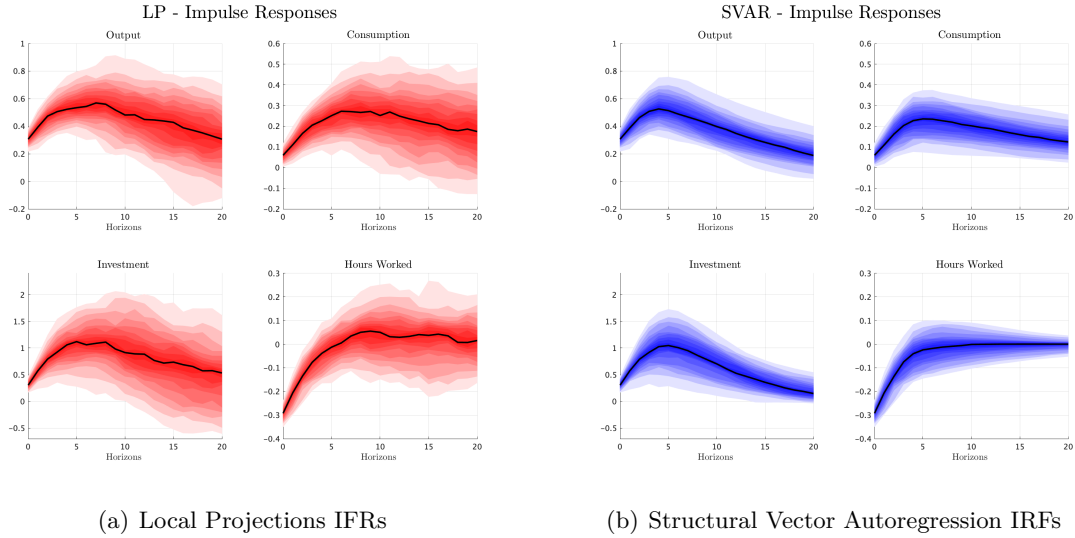 LP - Impulse Responses
SVAR - Impulse Responses
Output
Consumption
Output
Consumption
1
0.8
0.6
0.4
0.2
0
−0.2
0 5 10 15 20
Horizons
0.6
0.5
0.4
0.3
0.2
0.1
0
−0.1
−0.2
0 5 10 15 20
Horizons
1
0.8
0.6
0.4
0.2
0
−0.2
0 5 10 15 20
Horizons
0.6
0.5
0.4
0.3
0.2
0.1
0
−0.1
−0.2
0 5 10 15 20
Horizons
Investment
Hours Worked
Investment
Hours Worked
2
1.5
1
0.5
0
−0.5
0 5 10 15 20
Horizons
0.3
0.2
0.1
0
−0.1
−0.2
−0.3
−0.4
0 5 10 15 20
Horizons
2
1.5
1
0.5
0
−0.5
0 5 10 15 20
Horizons
0.3
0.2
0.1
0
−0.1
−0.2
−0.3
−0.4
0 5 10 15 20
Horizons
(a) Local Projections IFRs
(b) Structural Vector Autoregression IRFs